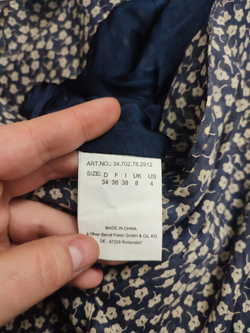 ART.NO.: 34.702.76.2912
SIZE: D F I UK US
34 36 38 8 4
MADE IN CHINA
s.Oliver Bernd Freier GmbH & Co. KG
DE - 97228 Rottendorf